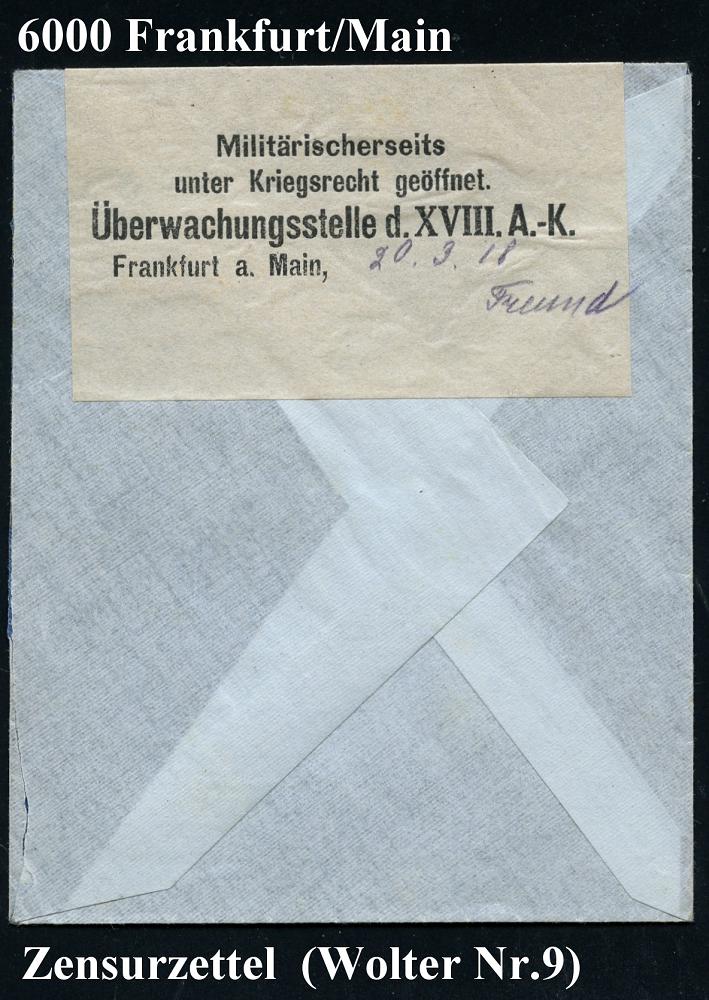 6000 Frankfurt/Main
Militärischerseits
unter Kriegsrecht geöffnet.
Überwachungsstelle d. XVIII. A.-K.
Frankfurt a. Main, 20. 3. 18
Freund
Zensurzettel (Wolter Nr.9)